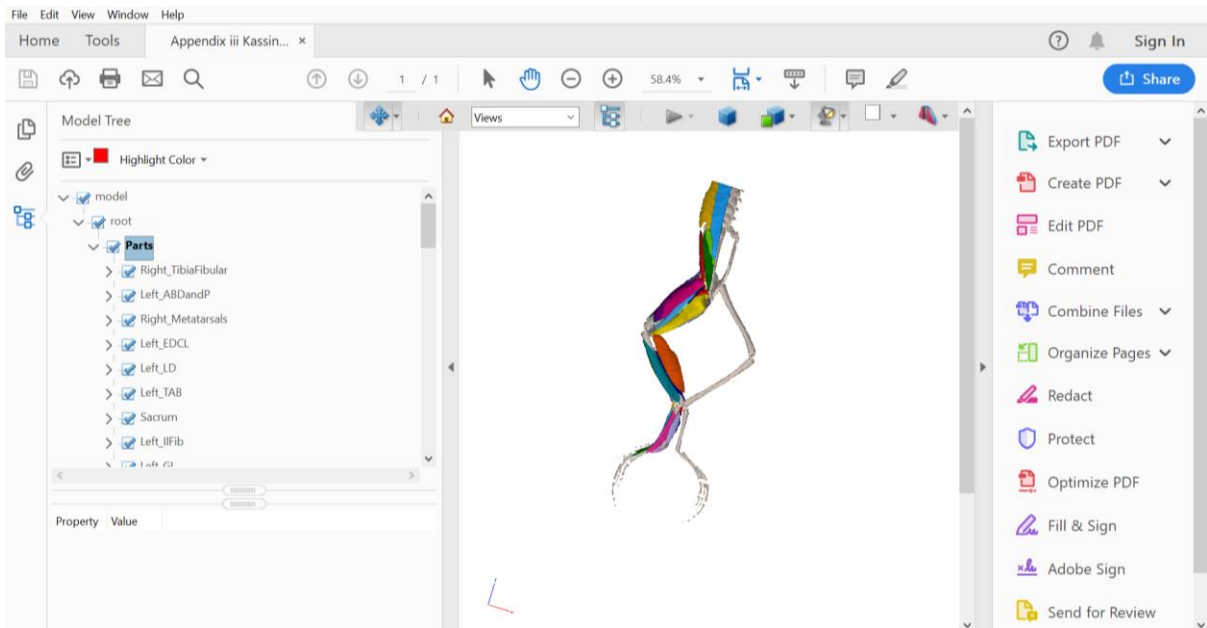 File Edit View Window Help
Home Tools Appendix iii Kassin... × Sign In
1 / 1 58.4% Share
Model Tree
Views
Highlight Color
model
root
Parts
Right_TibiaFibular
Left_ABDandP
Right_Metatarsals
Left_EDCL
Left_LD
Left_TAB
Sacrum
Left_IlFib
Left_GI
Property Value
Export PDF
Create PDF
Edit PDF
Comment
Combine Files
Organize Pages
Redact
Protect
Optimize PDF
Fill & Sign
Adobe Sign
Send for Review